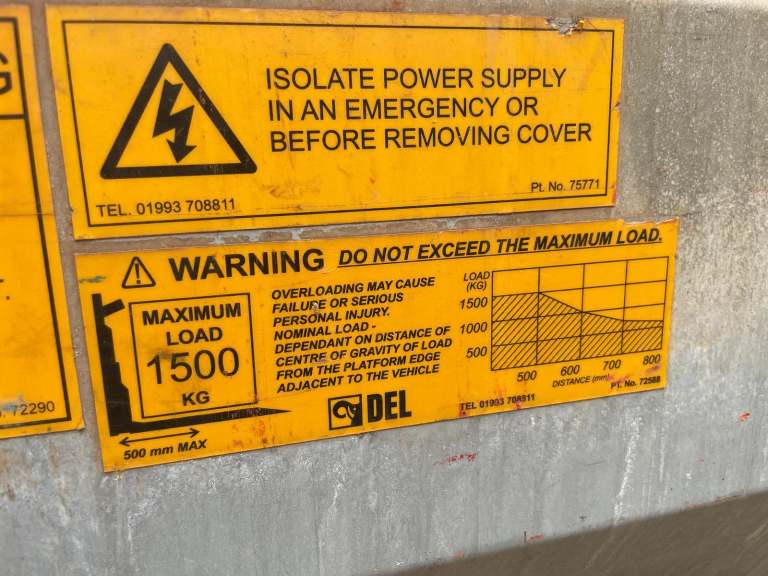 G
. 72290
ISOLATE POWER SUPPLY
IN AN EMERGENCY OR
BEFORE REMOVING COVER
TEL. 01993 708811
Pt. No. 75771
WARNING DO NOT EXCEED THE MAXIMUM LOAD.
MAXIMUM
LOAD
1500
KG
500 mm MAX
OVERLOADING MAY CAUSE
FAILURE OR SERIOUS
PERSONAL INJURY.
NOMINAL LOAD -
DEPENDANT ON DISTANCE OF
CENTRE OF GRAVITY OF LOAD
FROM THE PLATFORM EDGE
ADJACENT TO THE VEHICLE
DEL
LOAD
(KG)
1500
1000
500
500 600 700 800
DISTANCE (mm)
TEL 01993 708811
Pt. No. 72588